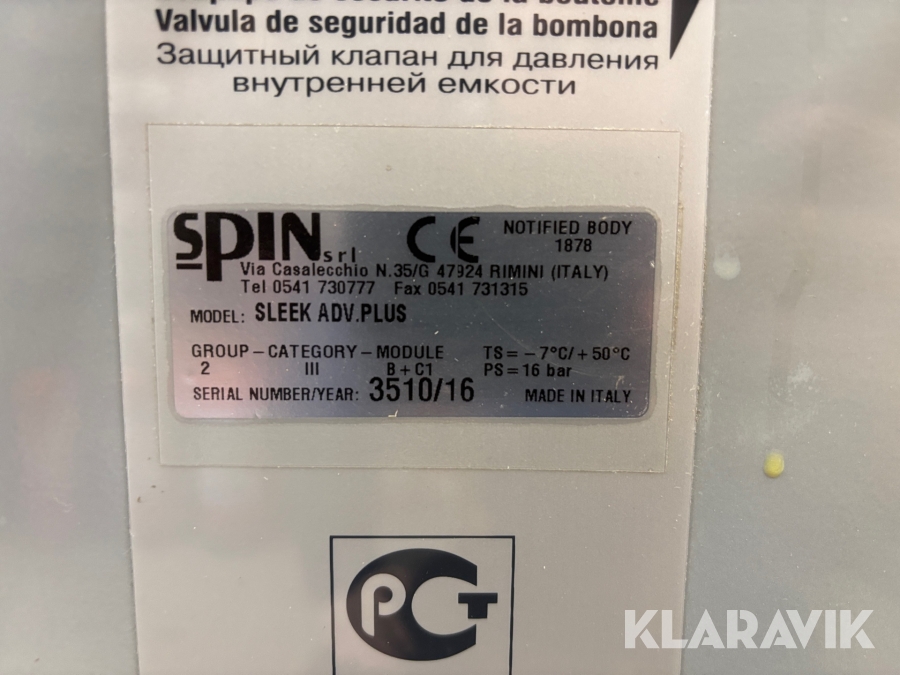 Valvula de seguridad de la bombona
Защитный клапан для давления
внутренней емкости
SPIN srl CE NOTIFIED BODY
1878
Via Casalecchio N.35/G 47924 RIMINI (ITALY)
Tel 0541 730777 Fax 0541 731315
MODEL: SLEEK ADV.PLUS
GROUP - CATEGORY - MODULE TS = - 7°C/ + 50°C
2 III B + C1 PS = 16 bar
SERIAL NUMBER/YEAR: 3510/16 MADE IN ITALY
PCT
KLARAVIK